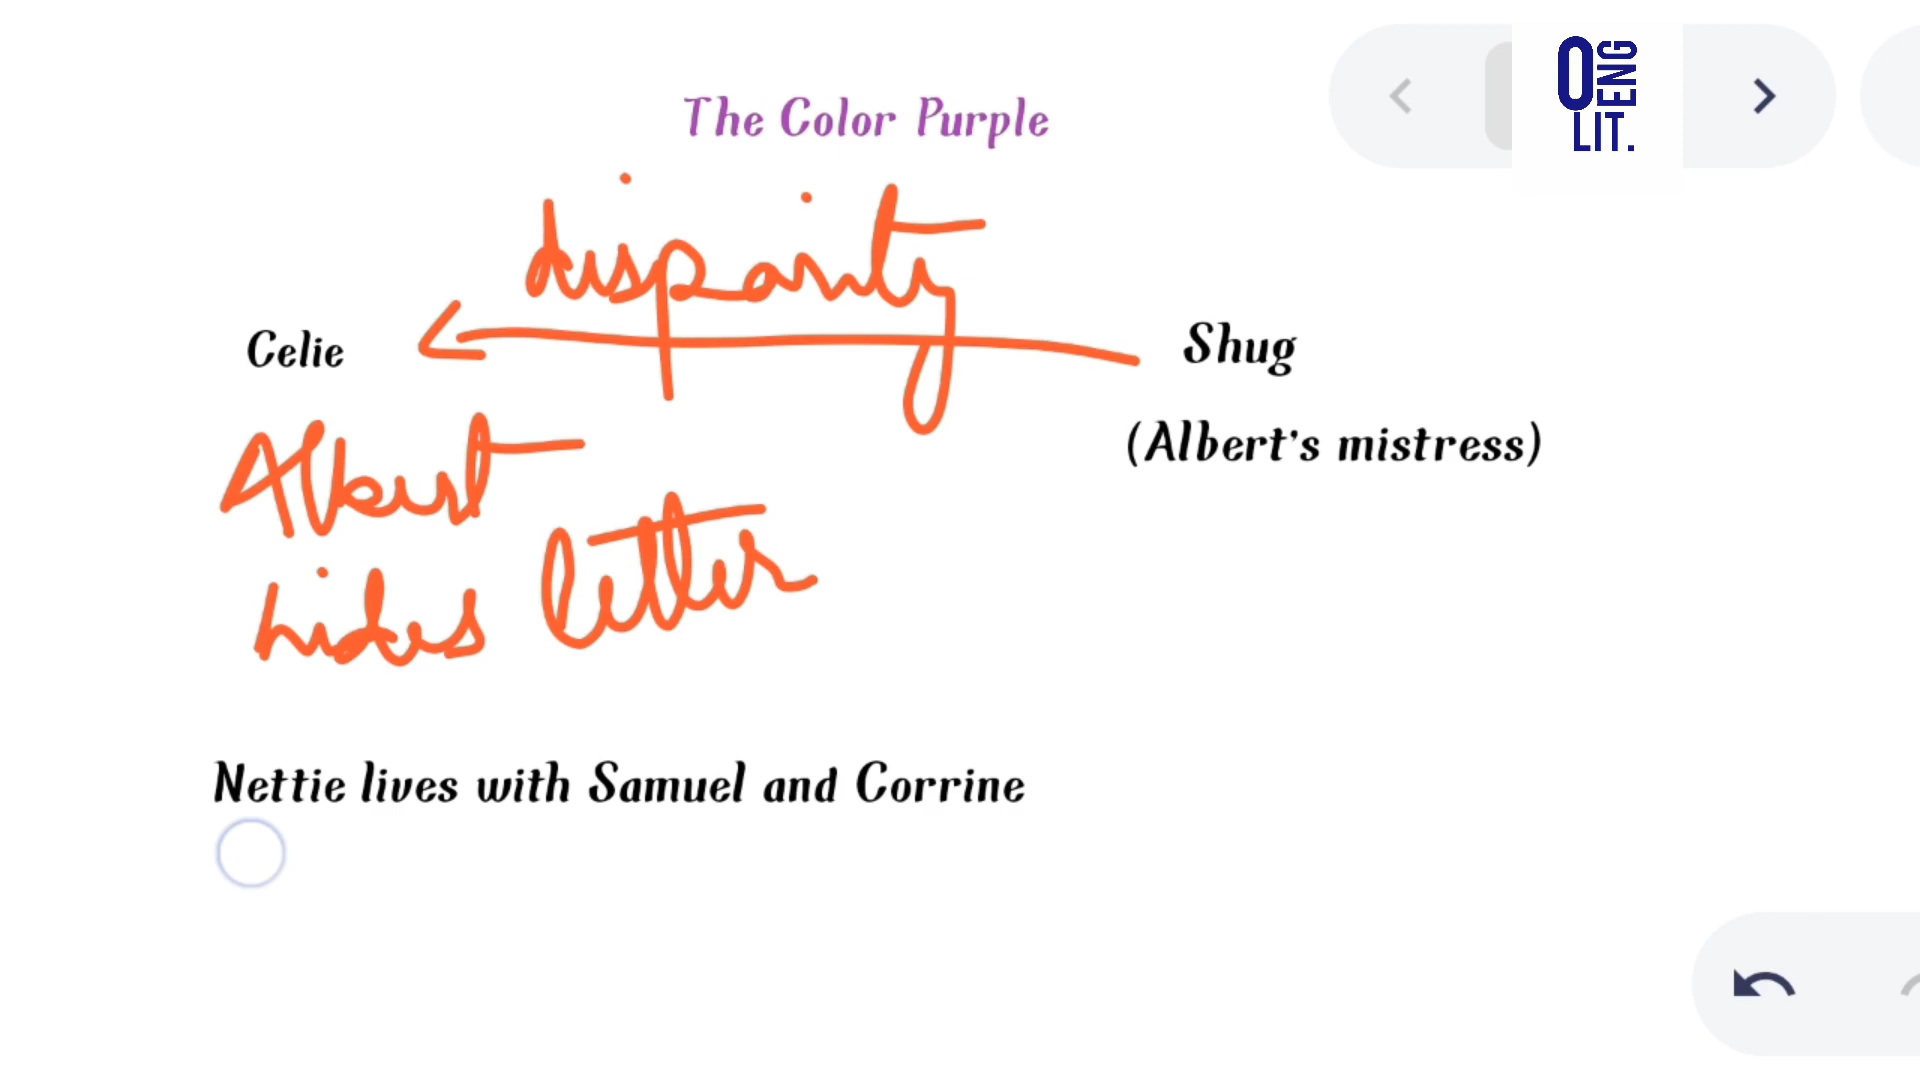 ENG
O
LIT.
The Color Purple
disparity
Celie
Shug
(Albert's mistress)
Albert
hides letter
Nettie lives with Samuel and Corrine